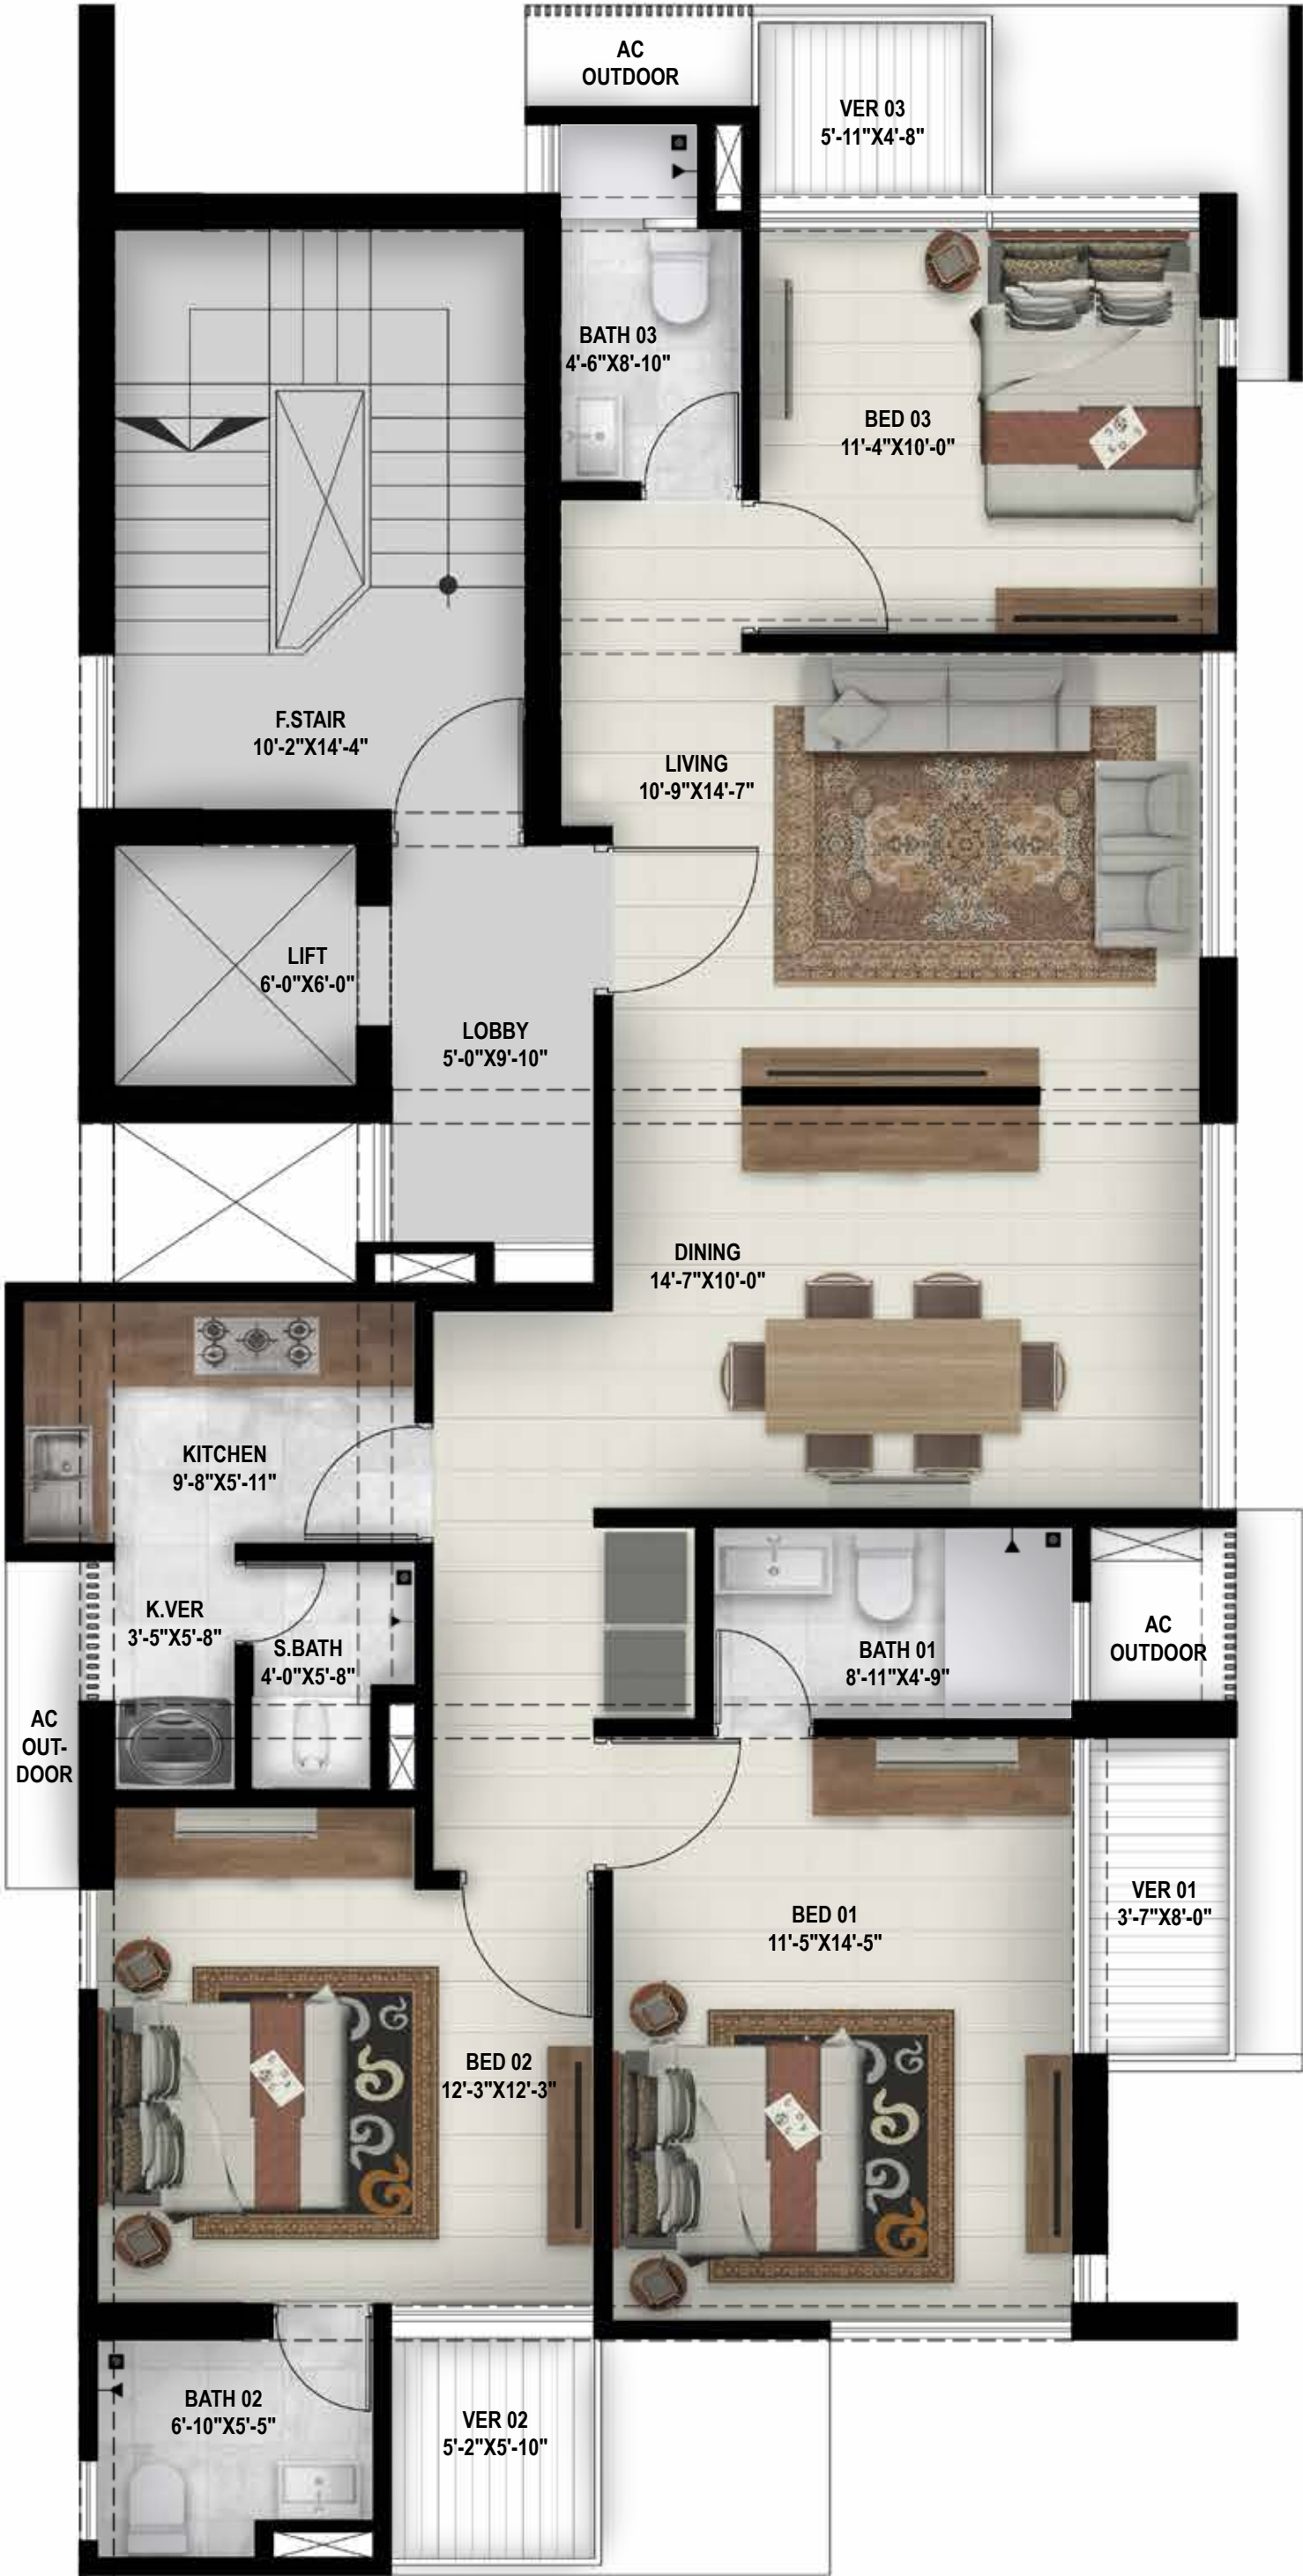 AC
OUTDOOR
VER 03
5'-11"X4'-8"
BATH 03
4'-6"X8'-10"
BED 03
11'-4"X10'-0"
F.STAIR
10'-2"X14'-4"
LIVING
10'-9"X14'-7"
LIFT
6'-0"X6'-0"
LOBBY
5'-0"X9'-10"
DINING
14'-7"X10'-0"
KITCHEN
9'-8"X5'-11"
K.VER
3'-5"X5'-8"
S.BATH
4'-0"X5'-8"
BATH 01
8'-11"X4'-9"
AC
OUTDOOR
AC
OUT-
DOOR
VER 01
3'-7"X8'-0"
BED 01
11'-5"X14'-5"
BED 02
12'-3"X12'-3"
BATH 02
6'-10"X5'-5"
VER 02
5'-2"X5'-10"